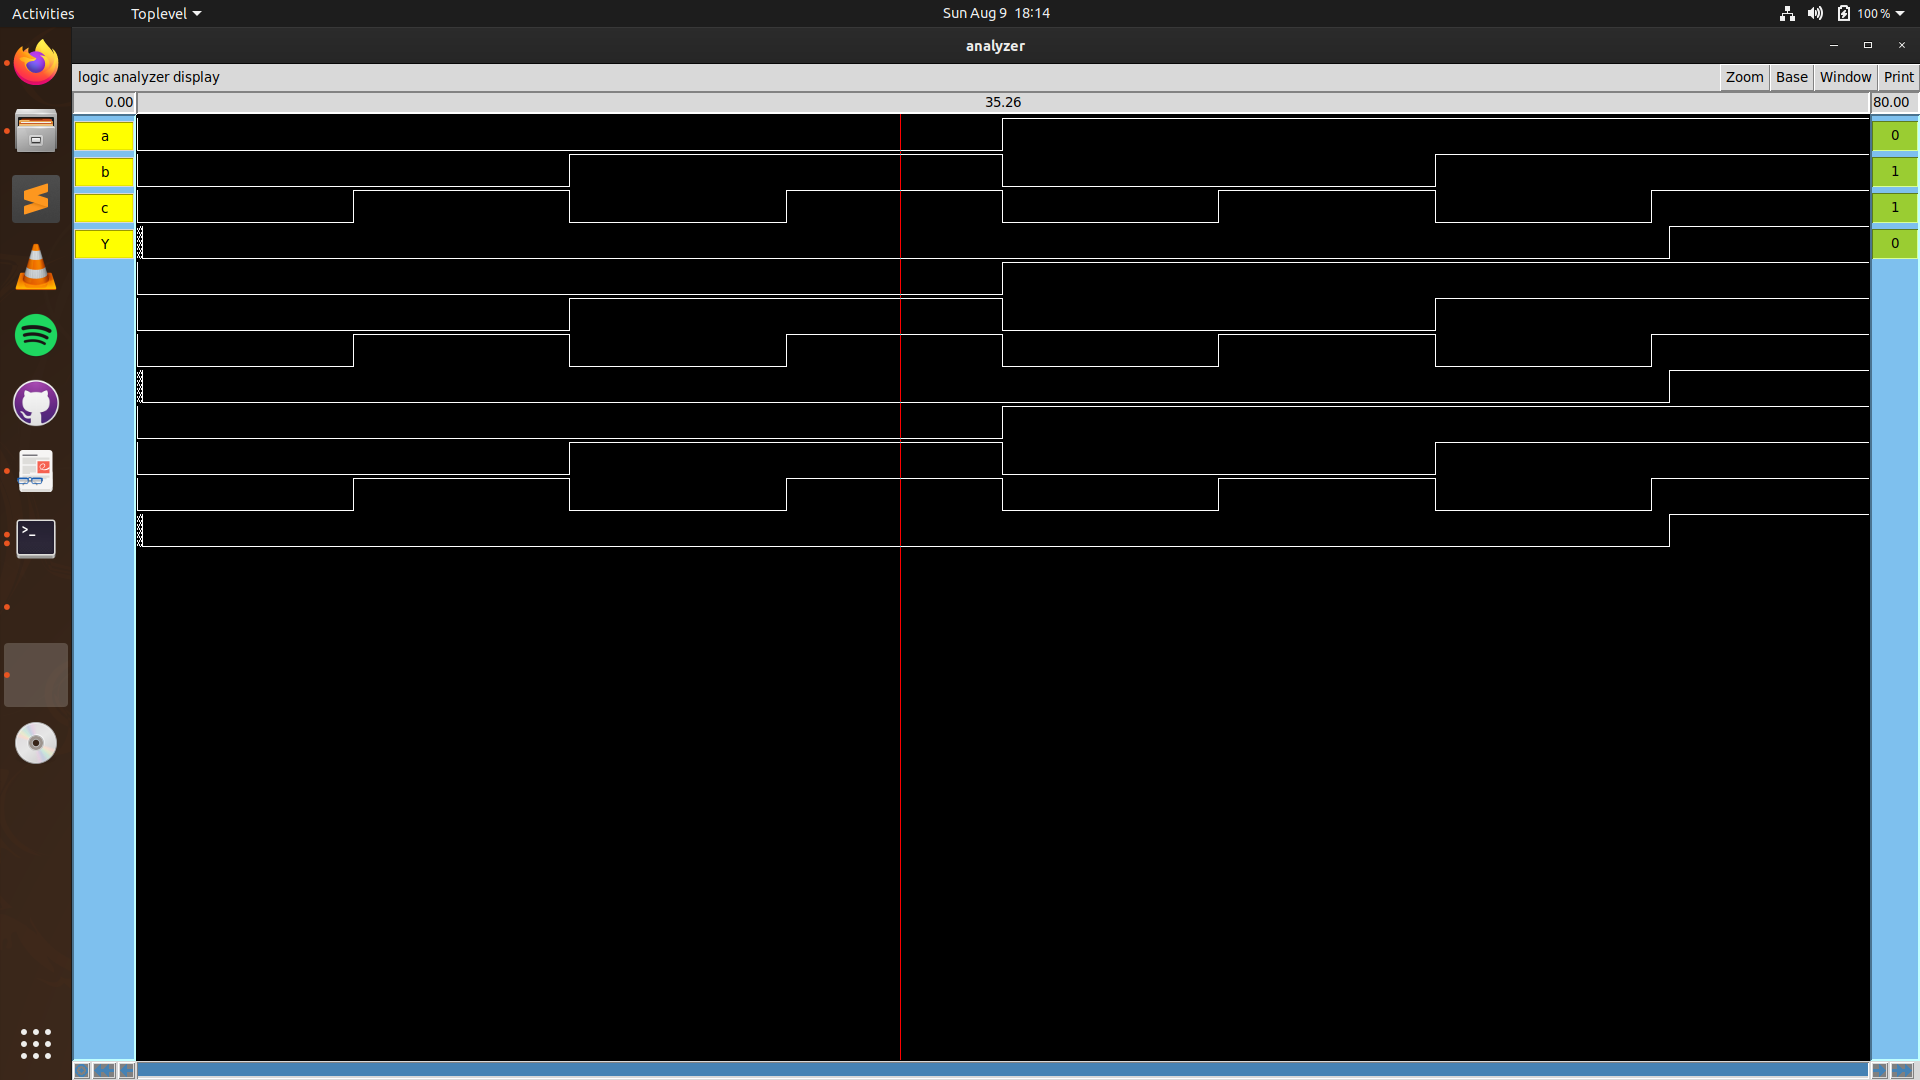 Activities Toplevel Sun Aug 9 18:14 100 %
analyzer
logic analyzer display Zoom Base Window Print
0.00 35.26 80.00
a 0
b 1
c 1
Y 0